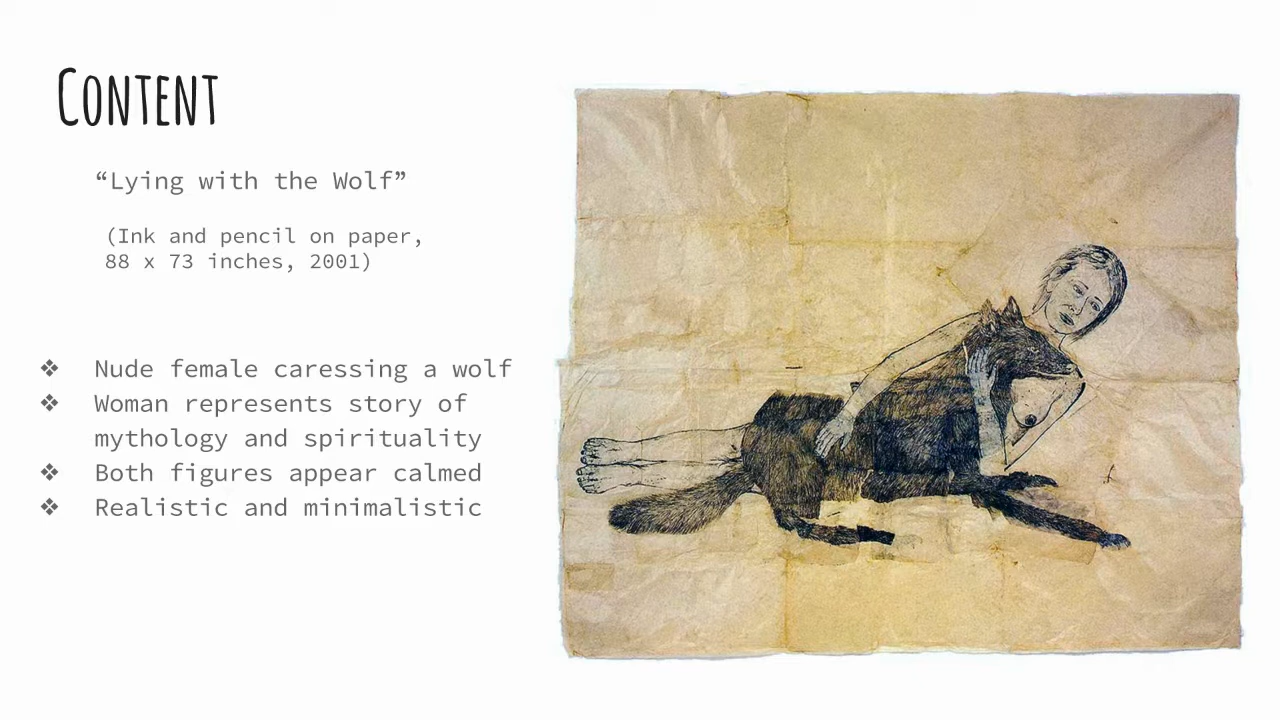 Content
“Lying with the Wolf”
(Ink and pencil on paper,
88 x 73 inches, 2001)
❖ Nude female caressing a wolf
❖ Woman represents story of
mythology and spirituality
❖ Both figures appear calmed
❖ Realistic and minimalistic